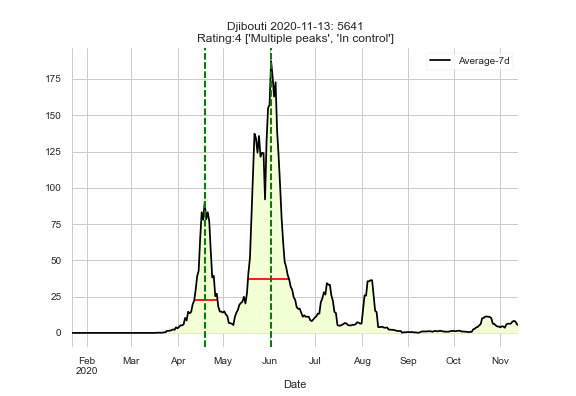 Djibouti 2020-11-13: 5641
Rating:4 ['Multiple peaks', 'In control']
Average-7d
175
150
125
100
75
50
25
0
Feb Mar Apr May Jun Jul Aug Sep Oct Nov
2020
Date